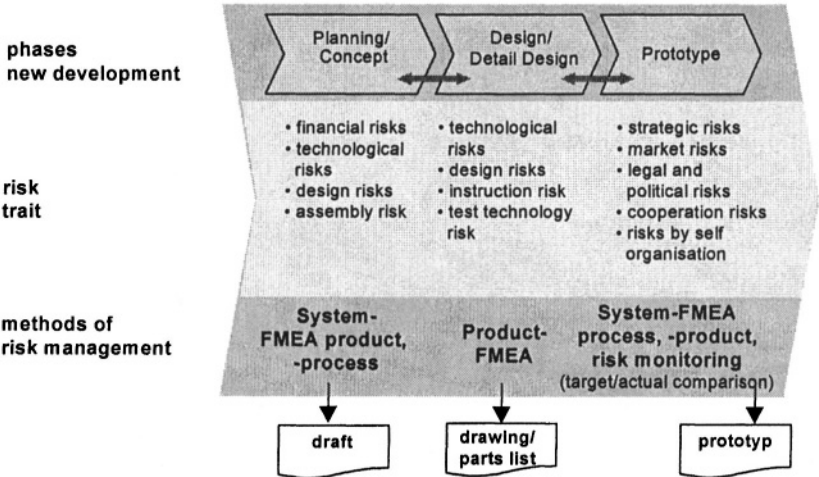 phases
new development
Planning/
Concept
Design/
Detail Design
Prototype
risk
trait
• financial risks
• technological
risks
• design risks
• assembly risk
• technological
risks
• design risks
• instruction risk
• test technology
risk
• strategic risks
• market risks
• legal and
political risks
• cooperation risks
• risks by self
organisation
methods of
risk management
System-
FMEA product,
-process
Product-
FMEA
System-FMEA
process, -product,
risk monitoring
(target/actual comparison)
draft
drawing/
parts list
prototyp